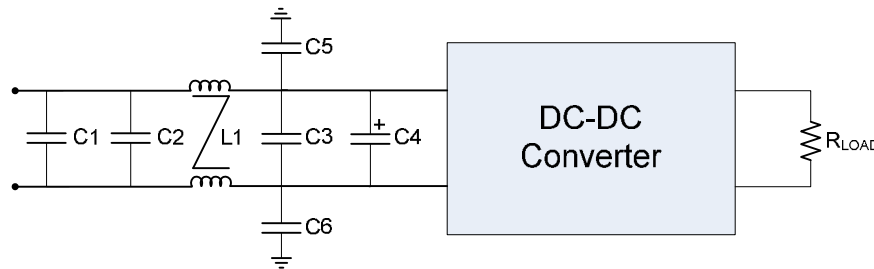 C5
C1
C2
L1
C3
+
C4
DC-DC
Converter
RLOAD
C6